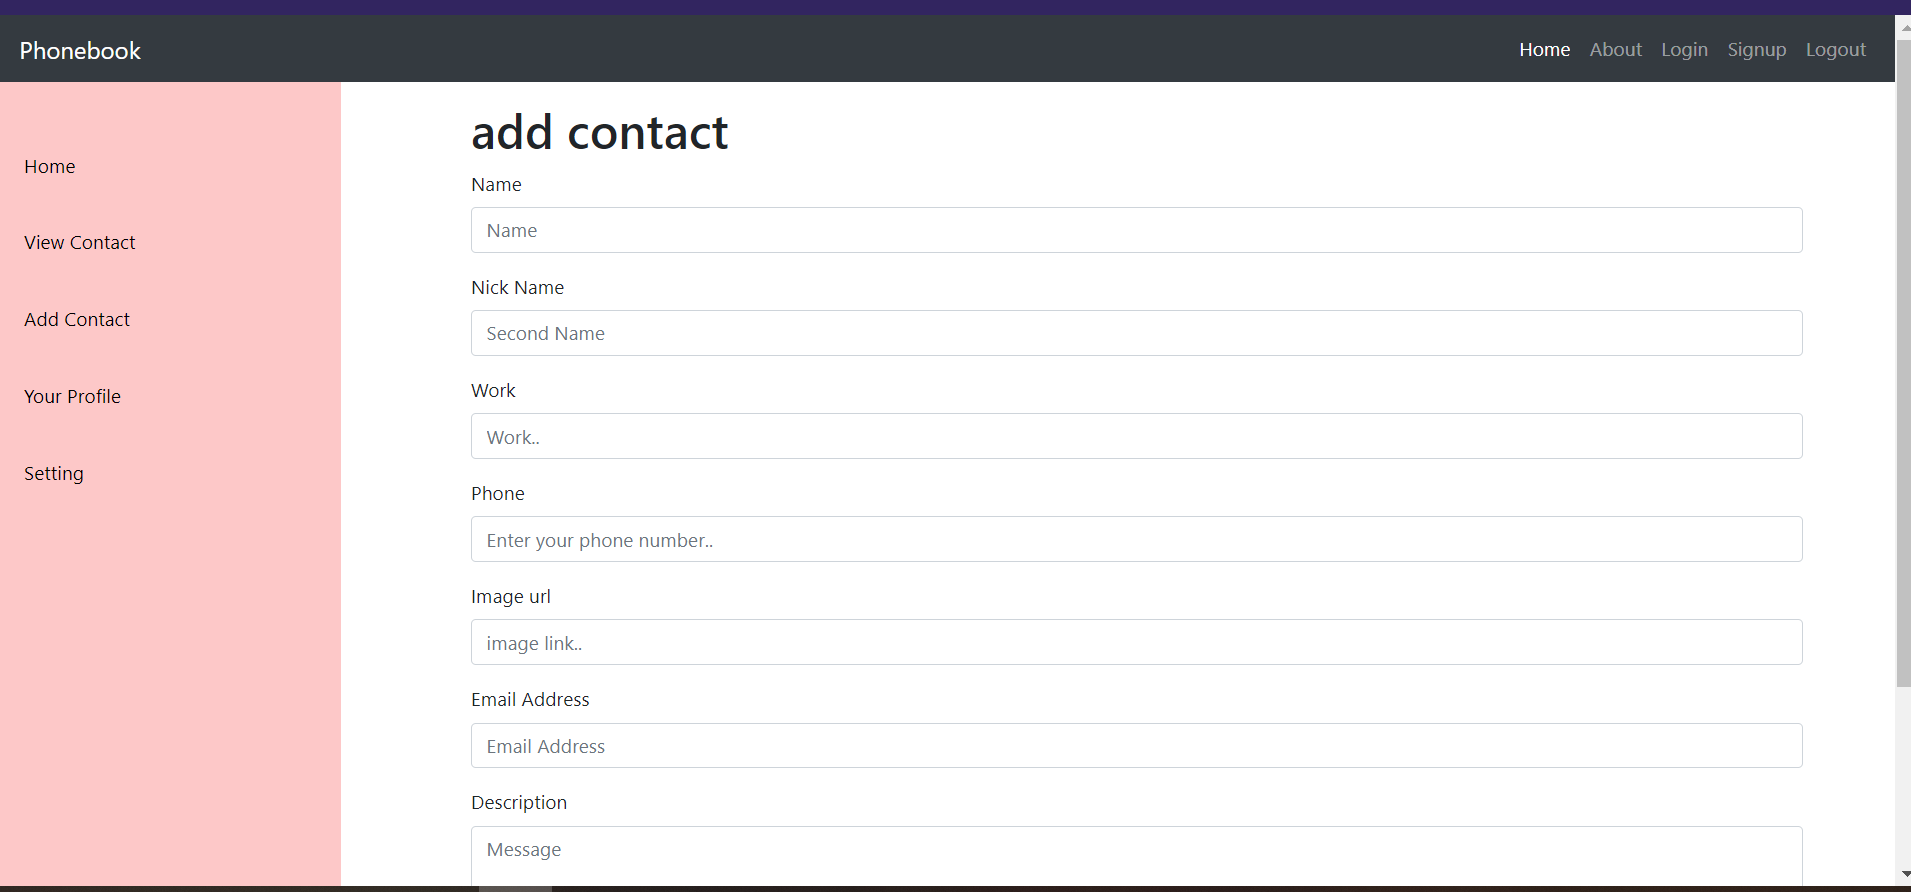 Phonebook
Home About Login Signup Logout
Home
View Contact
Add Contact
Your Profile
Setting
add contact
Name
Name
Nick Name
Second Name
Work
Work..
Phone
Enter your phone number..
Image url
image link..
Email Address
Email Address
Description
Message